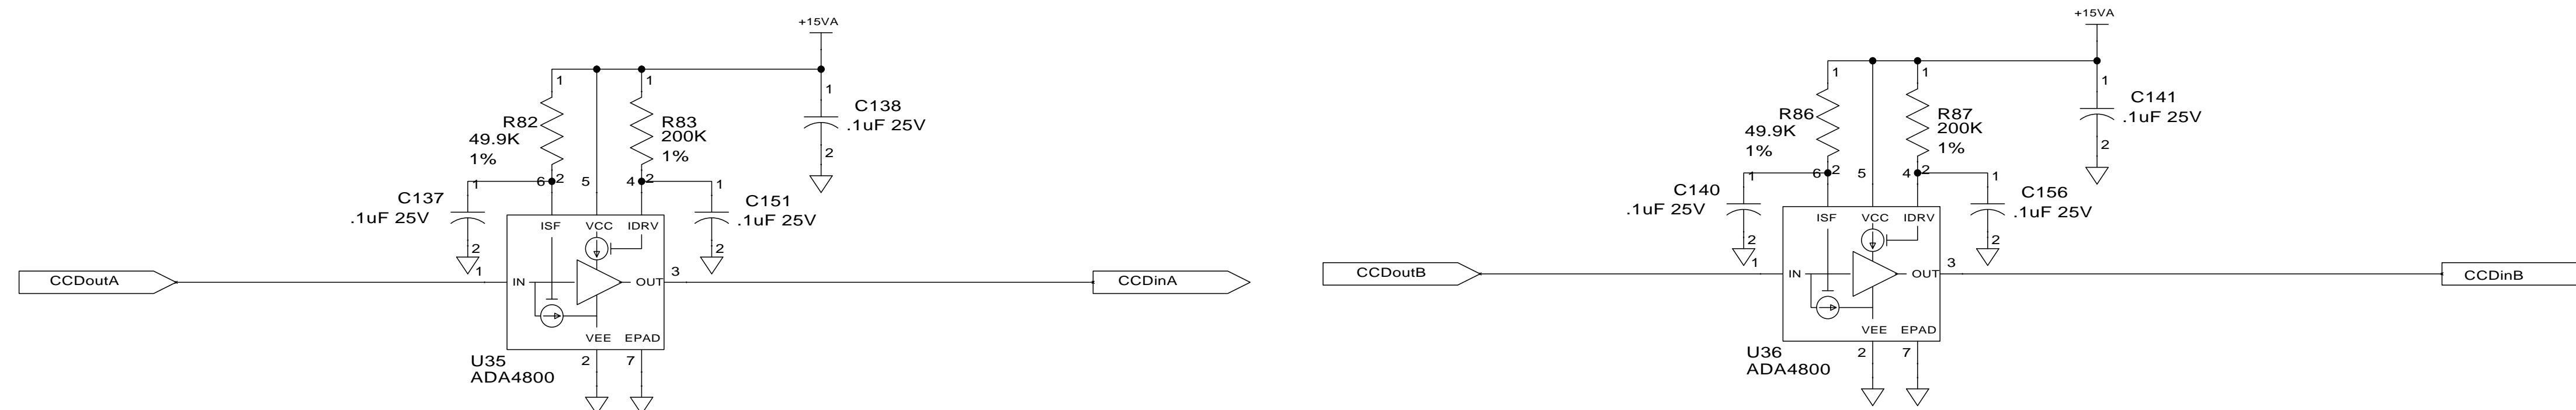 +15VA
1
1
1
C138
.1uF 25V
2
R82
49.9K
1%
R83
200K
1%
6
2
5
4
2
1
C137
.1uF 25V
2
1
C151
.1uF 25V
2
ISF
VCC
IDRV
CCDoutA
1
IN
OUT
3
CCDinA
VEE
EPAD
U35
ADA4800
2
7
+15VA
1
1
1
C141
.1uF 25V
2
R86
49.9K
1%
R87
200K
1%
6
2
5
4
2
1
C140
.1uF 25V
2
1
C156
.1uF 25V
2
ISF
VCC
IDRV
CCDoutB
1
IN
OUT
3
CCDinB
VEE
EPAD
U36
ADA4800
2
7